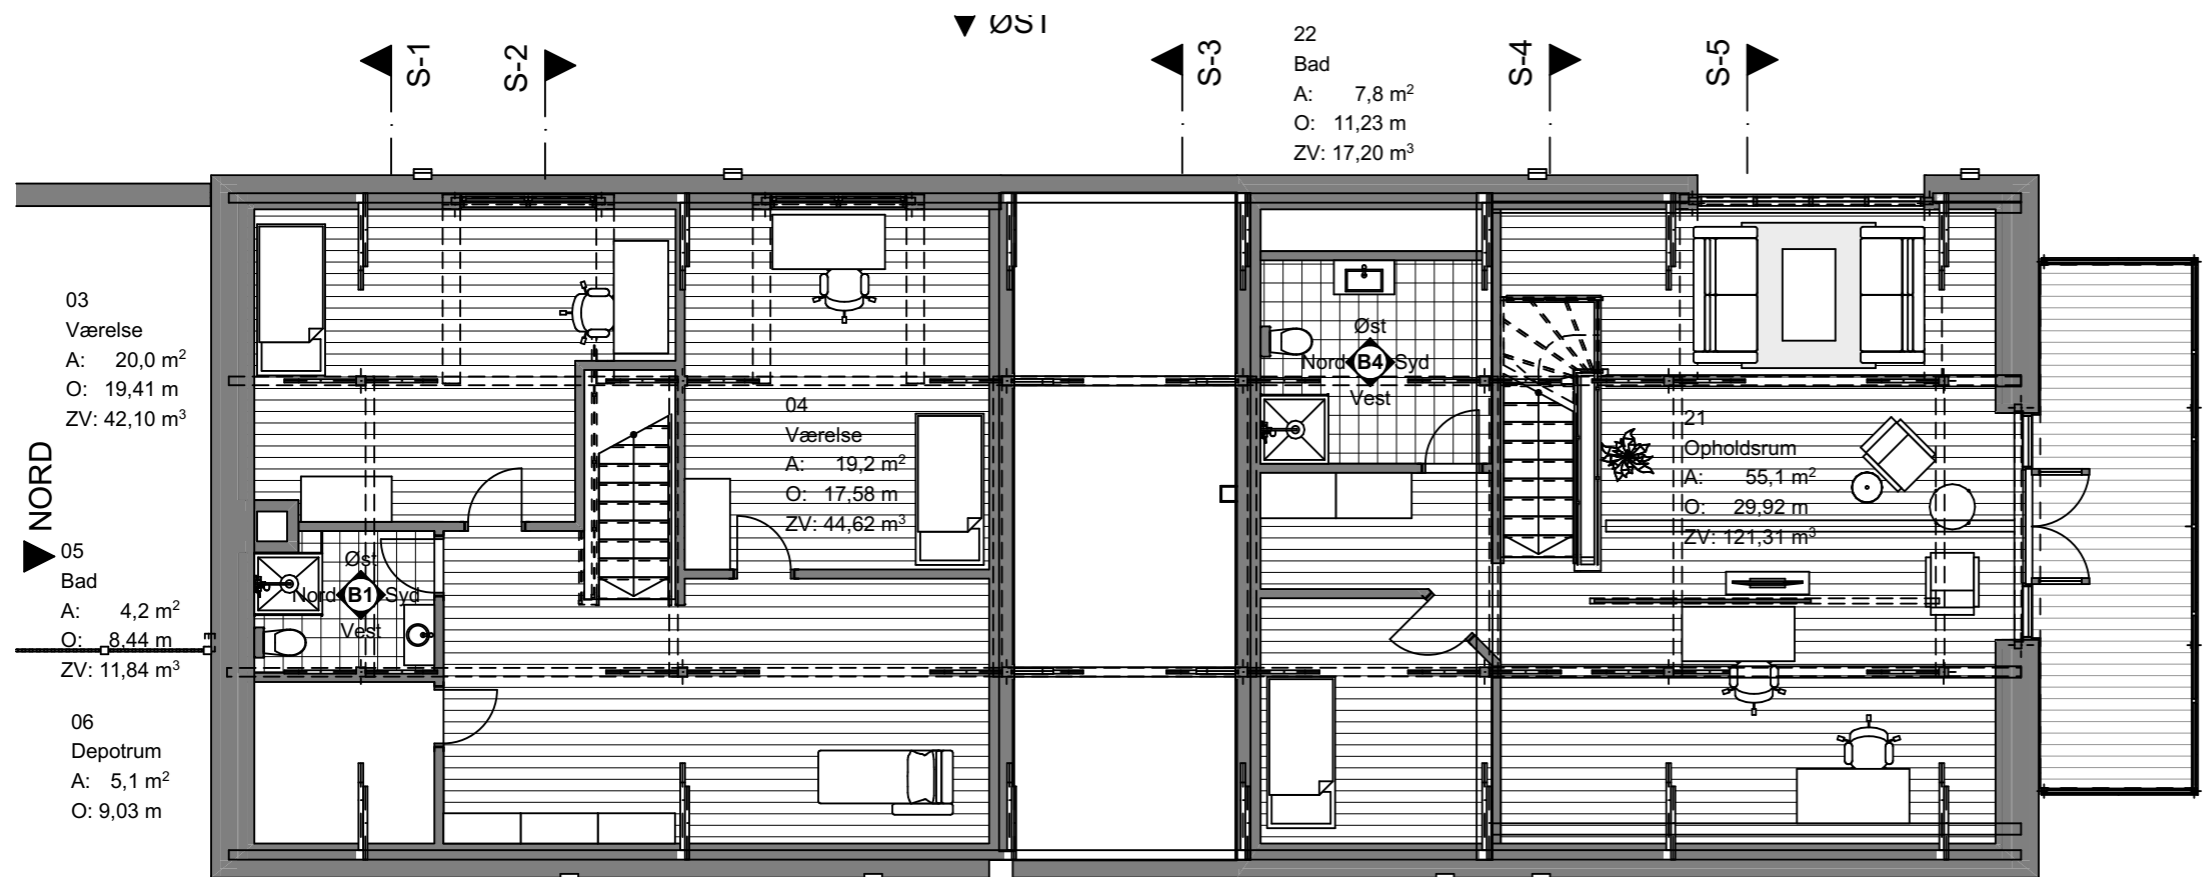 ØST
S-1
S-2
S-3
S-4
S-5
22
Bad
A: 7,8 m²
O: 11,23 m
ZV: 17,20 m³
03
Værelse
A: 20,0 m²
O: 19,41 m
ZV: 42,10 m³
NORD
04
Værelse
A: 19,2 m²
O: 17,58 m
ZV: 44,62 m³
Øst
Nord B4 Syd
Vest
21
Opholdsrum
A: 55,1 m²
O: 29,92 m
ZV: 121,31 m³
05
Bad
A: 4,2 m²
O: 8,44 m
ZV: 11,84 m³
Øst
Nord B1 Syd
Vest
06
Depotrum
A: 5,1 m²
O: 9,03 m